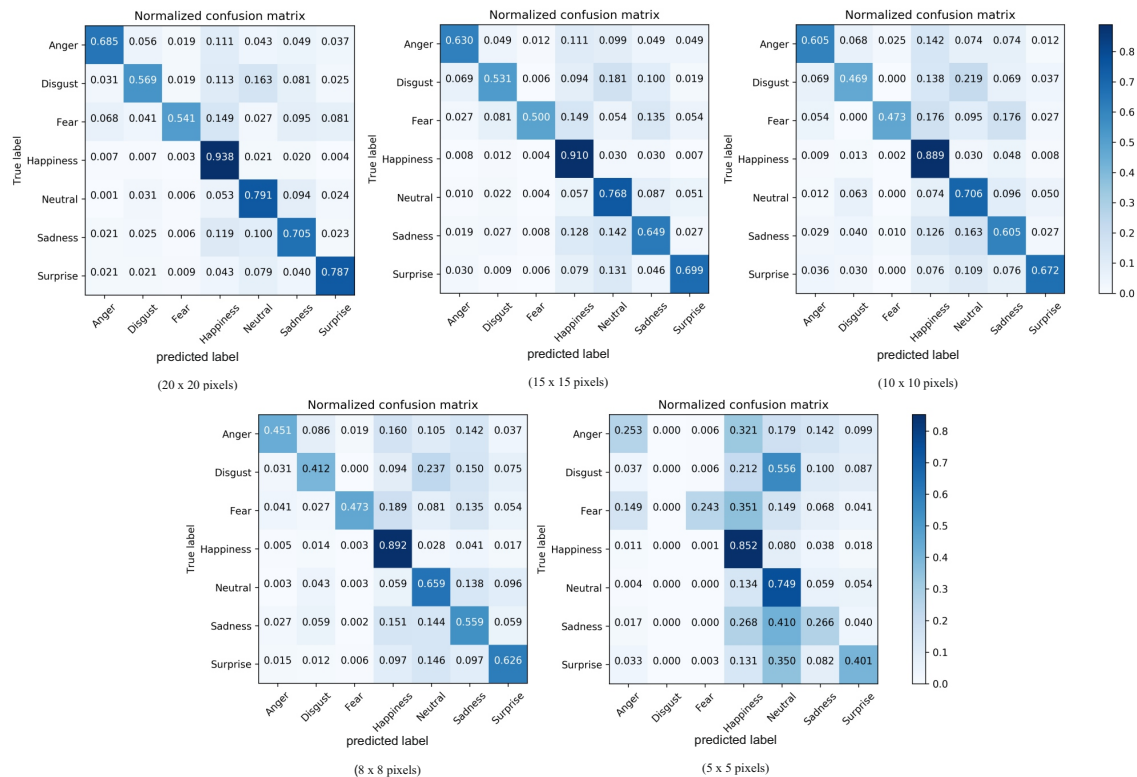 Normalized confusion matrix
Anger 0.685 0.056 0.019 0.111 0.043 0.049 0.037
Disgust 0.031 0.569 0.019 0.113 0.163 0.081 0.025
Fear 0.068 0.041 0.541 0.149 0.027 0.095 0.081
Happiness 0.007 0.007 0.003 0.938 0.021 0.020 0.004
Neutral 0.001 0.031 0.006 0.053 0.791 0.094 0.024
Sadness 0.021 0.025 0.006 0.119 0.100 0.705 0.023
Surprise 0.021 0.021 0.009 0.043 0.079 0.040 0.787
True label
Anger Disgust Fear Happiness Neutral Sadness Surprise
predicted label
(20 x 20 pixels)
Normalized confusion matrix
Anger 0.630 0.049 0.012 0.111 0.099 0.049 0.049
Disgust 0.069 0.531 0.006 0.094 0.181 0.100 0.019
Fear 0.027 0.081 0.500 0.149 0.054 0.135 0.054
Happiness 0.008 0.012 0.004 0.910 0.030 0.030 0.007
Neutral 0.010 0.022 0.004 0.057 0.768 0.087 0.051
Sadness 0.019 0.027 0.008 0.128 0.142 0.649 0.027
Surprise 0.030 0.009 0.006 0.079 0.131 0.046 0.699
True label
Anger Disgust Fear Happiness Neutral Sadness Surprise
predicted label
(15 x 15 pixels)
Normalized confusion matrix
Anger 0.605 0.068 0.025 0.142 0.074 0.074 0.012
Disgust 0.069 0.469 0.000 0.138 0.219 0.069 0.037
Fear 0.054 0.000 0.473 0.176 0.095 0.176 0.027
Happiness 0.009 0.013 0.002 0.889 0.030 0.048 0.008
Neutral 0.012 0.063 0.000 0.074 0.706 0.096 0.050
Sadness 0.029 0.040 0.010 0.126 0.163 0.605 0.027
Surprise 0.036 0.030 0.000 0.076 0.109 0.076 0.672
True label
Anger Disgust Fear Happiness Neutral Sadness Surprise
predicted label
(10 x 10 pixels)
0.8
0.7
0.6
0.5
0.4
0.3
0.2
0.1
0.0
Normalized confusion matrix
Anger 0.451 0.086 0.019 0.160 0.105 0.142 0.037
Disgust 0.031 0.412 0.000 0.094 0.237 0.150 0.075
Fear 0.041 0.027 0.473 0.189 0.081 0.135 0.054
Happiness 0.005 0.014 0.003 0.892 0.028 0.041 0.017
Neutral 0.003 0.043 0.003 0.059 0.659 0.138 0.096
Sadness 0.027 0.059 0.002 0.151 0.144 0.559 0.059
Surprise 0.015 0.012 0.006 0.097 0.146 0.097 0.626
True label
Anger Disgust Fear Happiness Neutral Sadness Surprise
predicted label
(8 x 8 pixels)
Normalized confusion matrix
Anger 0.253 0.000 0.006 0.321 0.179 0.142 0.099
Disgust 0.037 0.000 0.006 0.212 0.556 0.100 0.087
Fear 0.149 0.000 0.243 0.351 0.149 0.068 0.041
Happiness 0.011 0.000 0.001 0.852 0.080 0.038 0.018
Neutral 0.004 0.000 0.000 0.134 0.749 0.059 0.054
Sadness 0.017 0.000 0.000 0.268 0.410 0.266 0.040
Surprise 0.033 0.000 0.003 0.131 0.350 0.082 0.401
True label
Anger Disgust Fear Happiness Neutral Sadness Surprise
predicted label
(5 x 5 pixels)
0.8
0.7
0.6
0.5
0.4
0.3
0.2
0.1
0.0